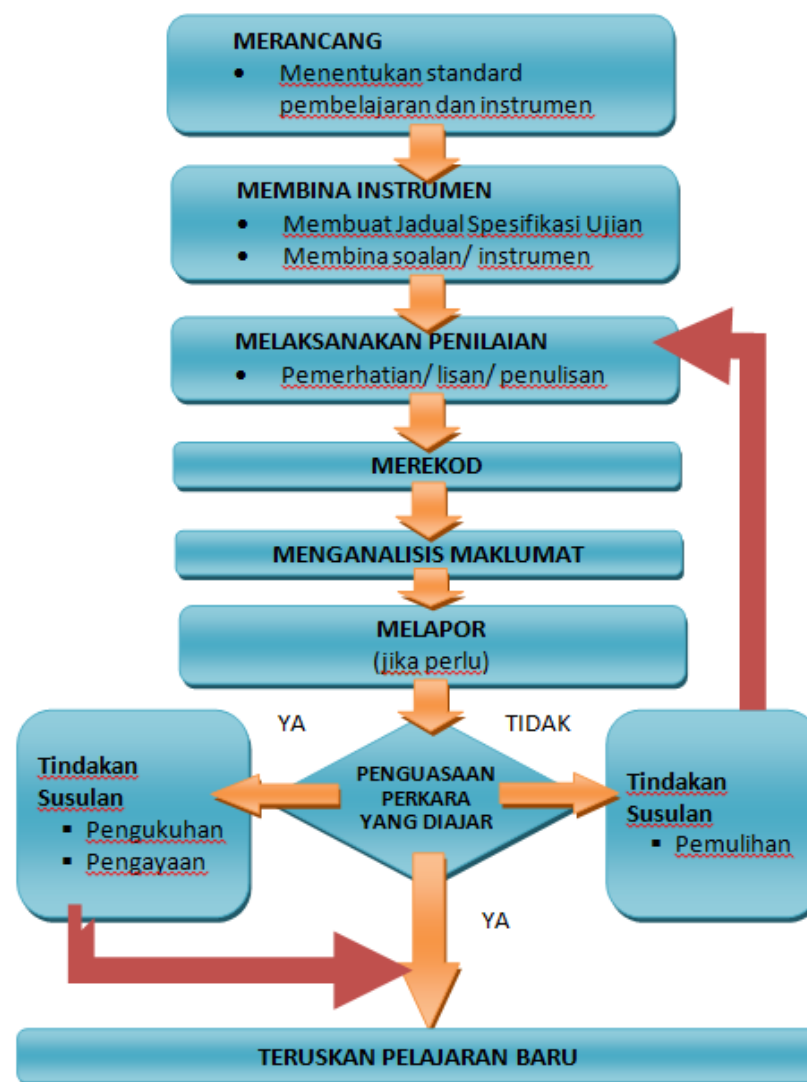 MERANCANG
• Menentukan standard
pembelajaran dan instrumen
MEMBINA INSTRUMEN
• Membuat Jadual Spesifikasi Ujian
• Membina soalan/ instrumen
MELAKSANAKAN PENILAIAN
• Pemerhatian/ lisan/ penulisan
MEREKOD
MENGANALISIS MAKLUMAT
MELAPOR
(jika perlu)
YA
TIDAK
Tindakan
Susulan
▪ Pengukuhan
▪ Pengayaan
PENGUASAAN
PERKARA
YANG DIAJAR
Tindakan
Susulan
▪ Pemulihan
YA
TERUSKAN PELAJARAN BARU